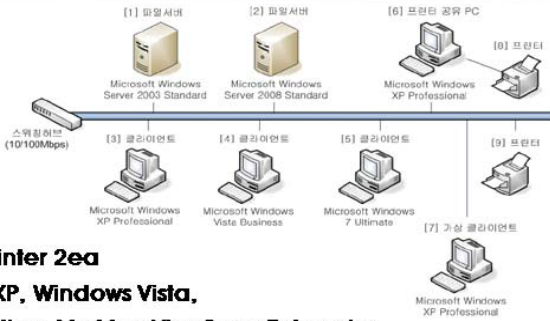 [1] 파일서버
[2] 파일서버
[6] 프린터 공유 PC
[8] 프린터
Microsoft Windows
Server 2003 Standard
Microsoft Windows
Server 2008 Standard
Microsoft Windows
XP Professional
스위칭허브
(10/100Mbps)
[3] 클라이언트
[4] 클라이언트
[5] 클라이언트
[9] 프린터
Microsoft Windows
XP Professional
Microsoft Windows
Vista Business
Microsoft Windows
7 Ultimate
[7] 가상 클라이언트
Microsoft Windows
XP Professional
inter 2ea
XP, Windows Vista,